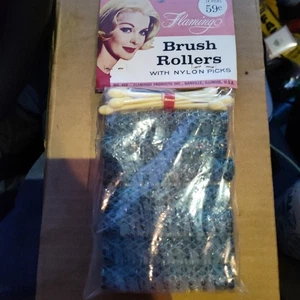 59¢
Flamingo
Brush
Rollers
WITH NYLON PICKS